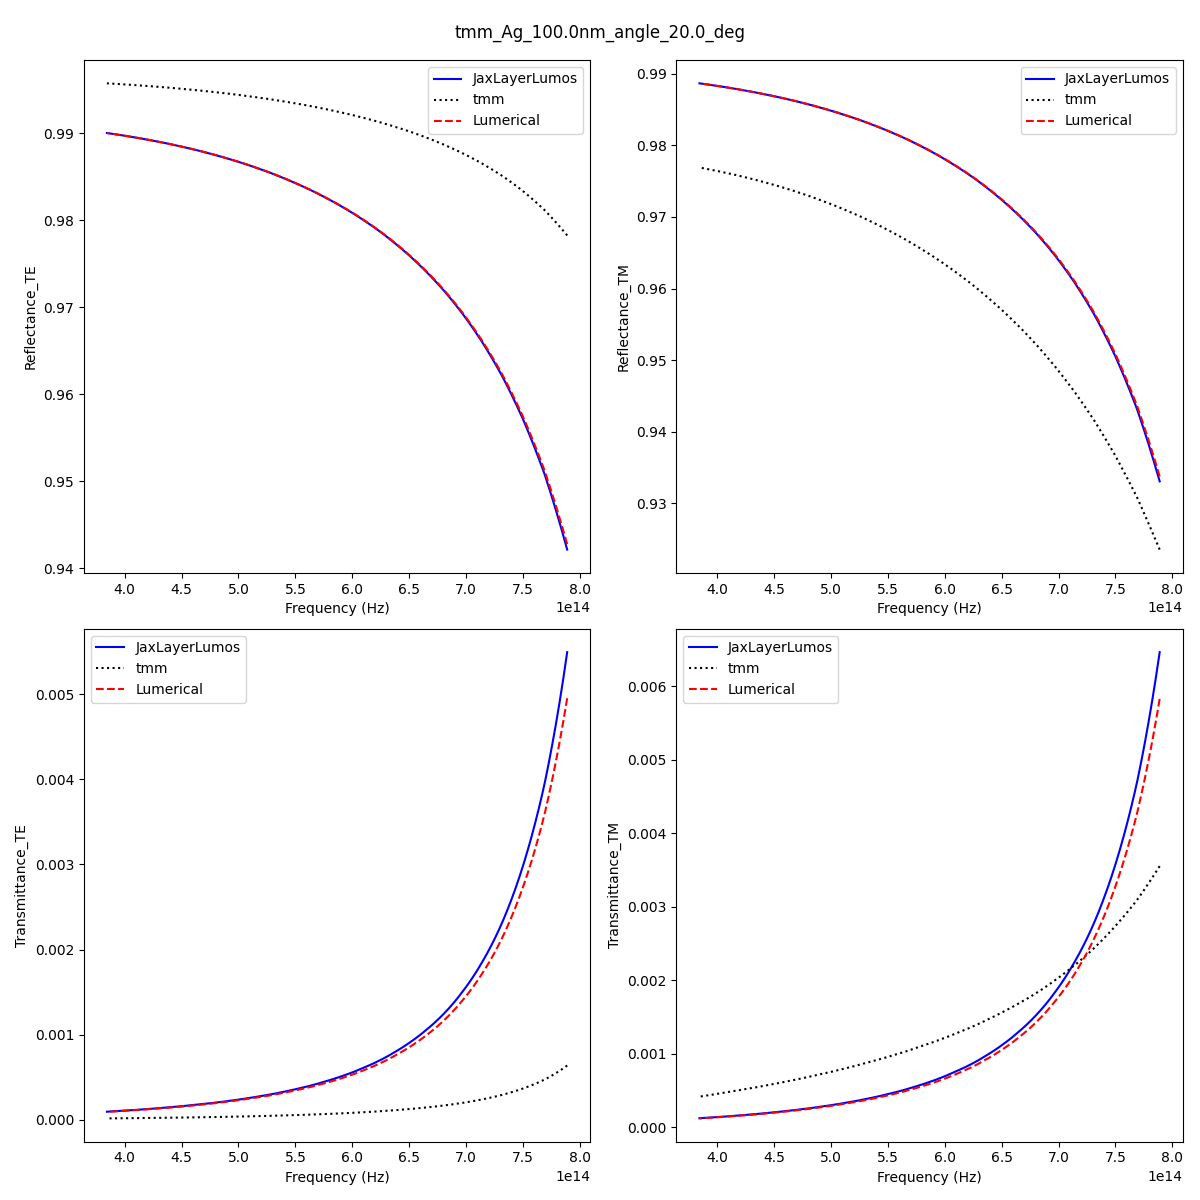 tmm_Ag_100.0nm_angle_20.0_deg
JaxLayerLumos
tmm
Lumerical
0.99
0.98
0.97
0.96
0.95
0.94
Reflectance_TE
4.0 4.5 5.0 5.5 6.0 6.5 7.0 7.5 8.0
1e14
Frequency (Hz)
JaxLayerLumos
tmm
Lumerical
0.99
0.98
0.97
0.96
0.95
0.94
0.93
Reflectance_TM
4.0 4.5 5.0 5.5 6.0 6.5 7.0 7.5 8.0
1e14
Frequency (Hz)
JaxLayerLumos
tmm
Lumerical
0.005
0.004
0.003
0.002
0.001
0.000
Transmittance_TE
4.0 4.5 5.0 5.5 6.0 6.5 7.0 7.5 8.0
1e14
Frequency (Hz)
JaxLayerLumos
tmm
Lumerical
0.006
0.005
0.004
0.003
0.002
0.001
0.000
Transmittance_TM
4.0 4.5 5.0 5.5 6.0 6.5 7.0 7.5 8.0
1e14
Frequency (Hz)